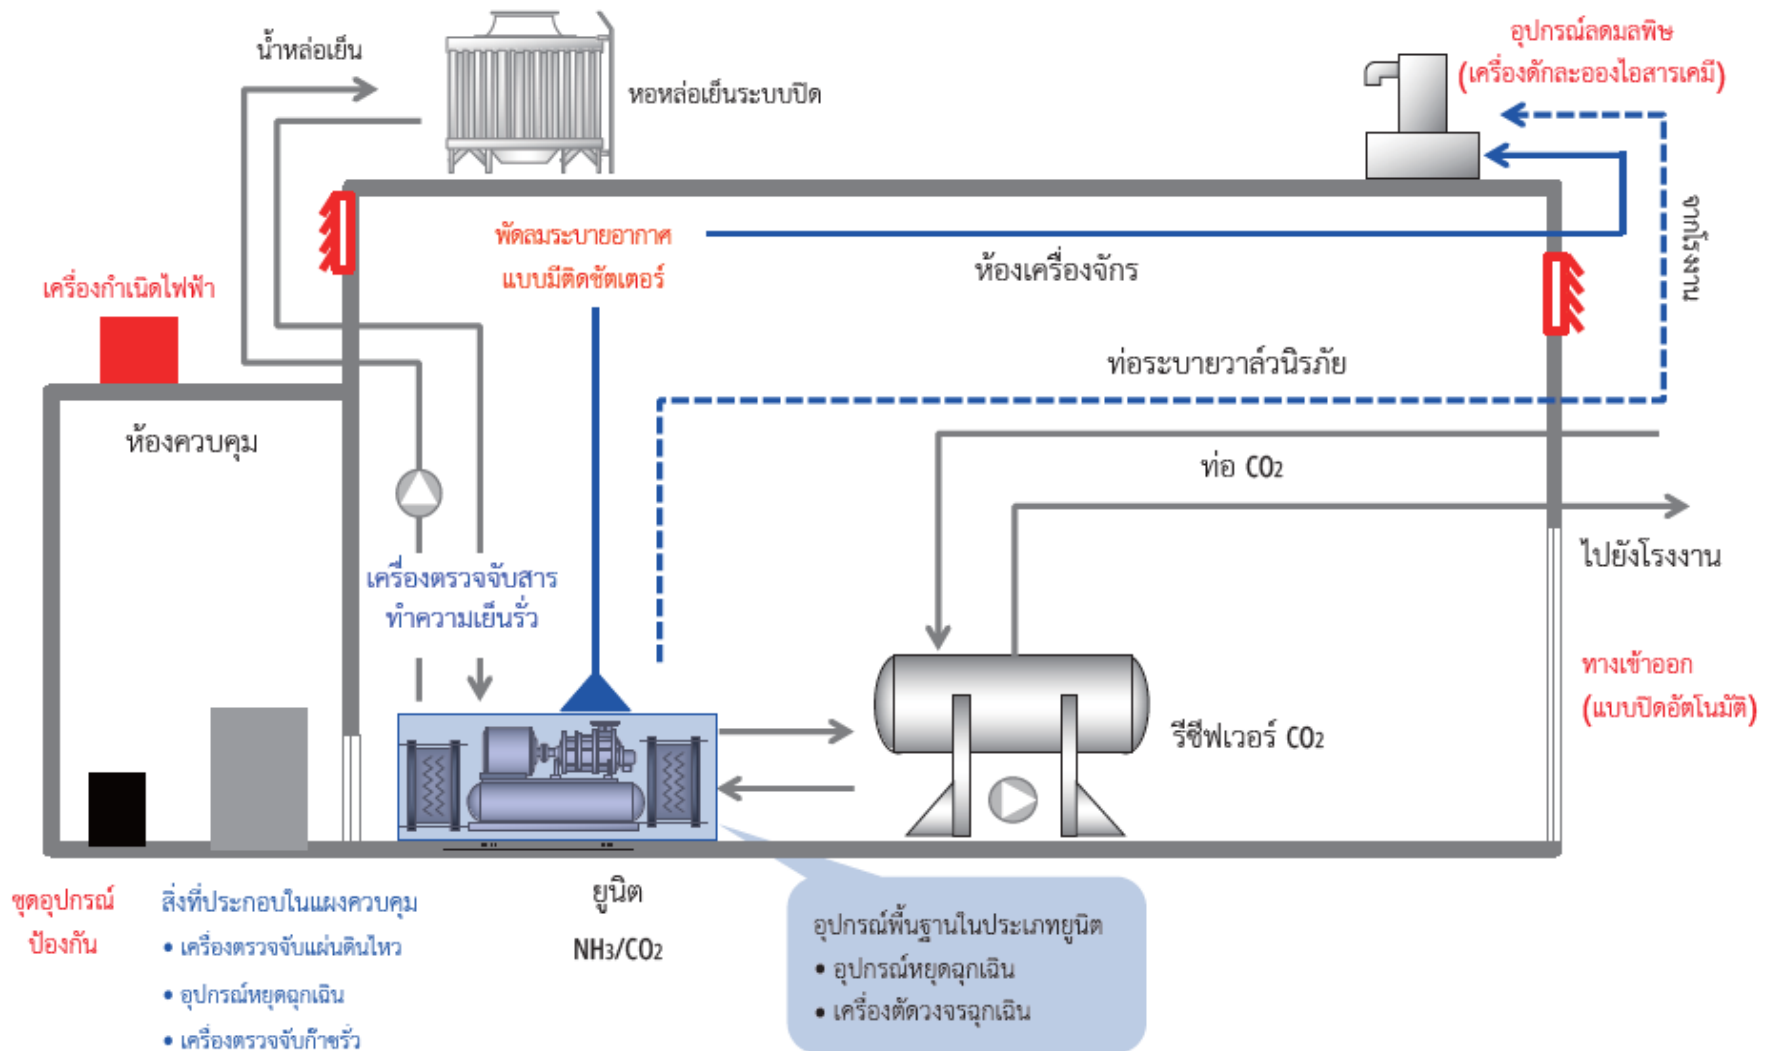 น้ำหล่อเย็น
หอหล่อเย็นระบบปิด
อุปกรณ์ลดมลพิษ
(เครื่องดักละอองไอสารเคมี)
จากโรงงาน
พัดลมระบายอากาศ
แบบมีติดชัตเตอร์
ห้องเครื่องจักร
เครื่องกำเนิดไฟฟ้า
ท่อระบายวาล์วนิรภัย
ห้องควบคุม
ท่อ CO2
ไปยังโรงงาน
เครื่องตรวจจับสาร
ทำความเย็นรั่ว
ทางเข้าออก
(แบบปิดอัตโนมัติ)
รีซีฟเวอร์ CO2
ชุดอุปกรณ์
ป้องกัน
สิ่งที่ประกอบในแผงควบคุม
• เครื่องตรวจจับแผ่นดินไหว
• อุปกรณ์หยุดฉุกเฉิน
• เครื่องตรวจจับก๊าซรั่ว
ยูนิต
NH3/CO2
อุปกรณ์พื้นฐานในประเภทยูนิต
• อุปกรณ์หยุดฉุกเฉิน
• เครื่องตัดวงจรฉุกเฉิน